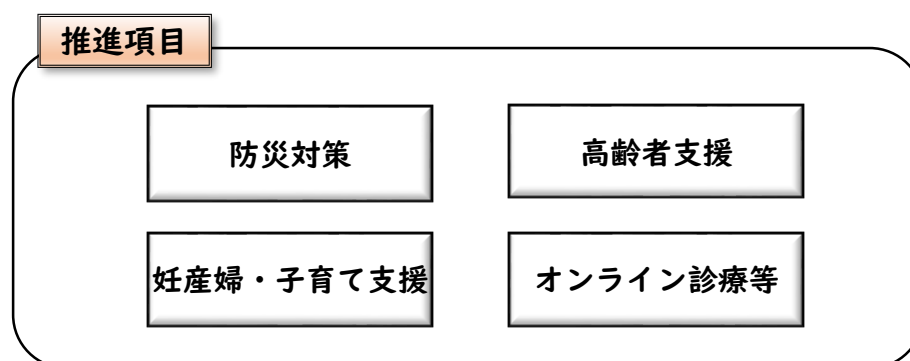 推進項目
防災対策
高齢者支援
妊産婦・子育て支援
オンライン診療等